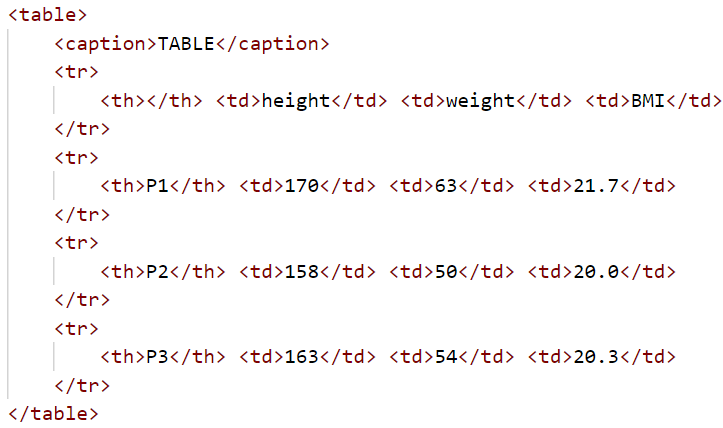 <table>
<caption>TABLE</caption>
<tr>
<th></th> <td>height</td> <td>weight</td> <td>BMI</td>
</tr>
<tr>
<th>P1</th> <td>170</td> <td>63</td> <td>21.7</td>
</tr>
<tr>
<th>P2</th> <td>158</td> <td>50</td> <td>20.0</td>
</tr>
<tr>
<th>P3</th> <td>163</td> <td>54</td> <td>20.3</td>
</tr>
</table>